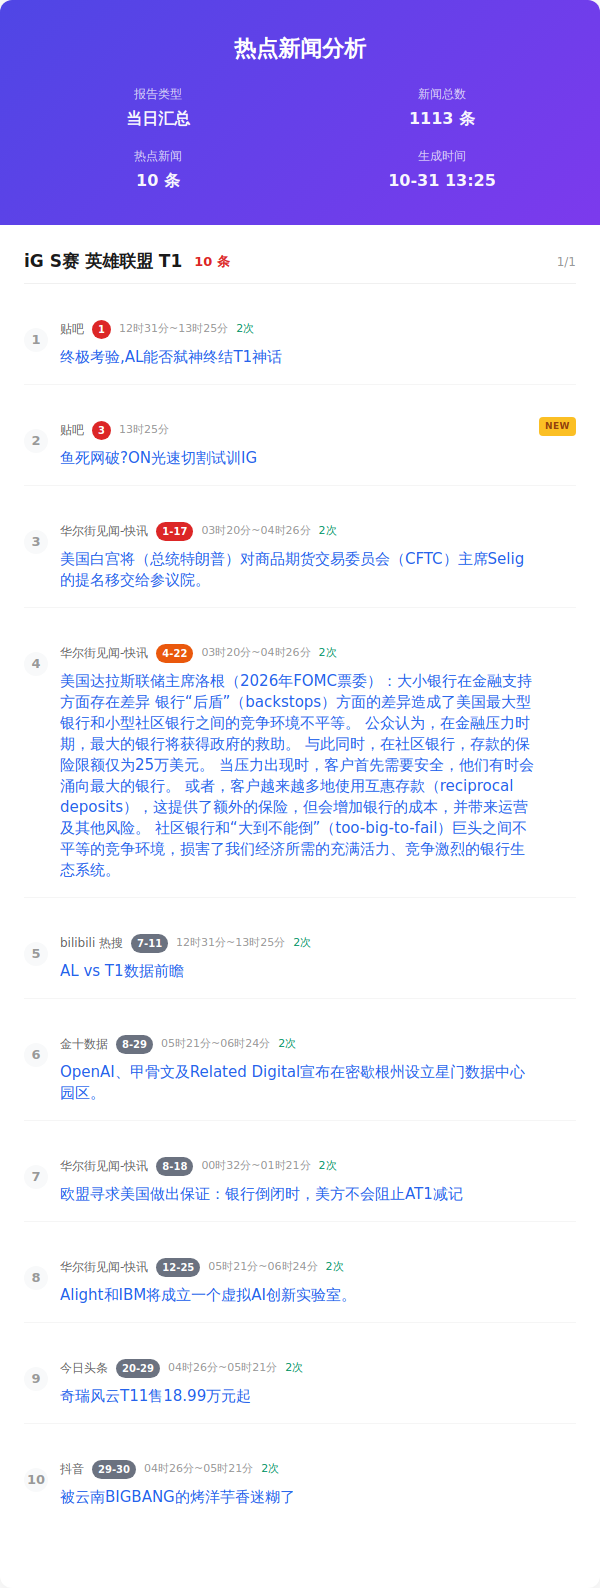 热点新闻分析
报告类型
当日汇总
新闻总数
1113 条
热点新闻
10 条
生成时间
10-31 13:25
iG S赛 英雄联盟 T1 10 条 1/1
1
贴吧 1 12时31分~13时25分 2次
终极考验,AL能否弑神终结T1神话
2
贴吧 3 13时25分 NEW
鱼死网破?ON光速切割试训IG
3
华尔街见闻-快讯 1-17 03时20分~04时26分 2次
美国白宫将（总统特朗普）对商品期货交易委员会（CFTC）主席Selig
的提名移交给参议院。
4
华尔街见闻-快讯 4-22 03时20分~04时26分 2次
美国达拉斯联储主席洛根（2026年FOMC票委）：大小银行在金融支持
方面存在差异 银行“后盾”（backstops）方面的差异造成了美国最大型
银行和小型社区银行之间的竞争环境不平等。 公众认为，在金融压力时
期，最大的银行将获得政府的救助。 与此同时，在社区银行，存款的保
险限额仅为25万美元。 当压力出现时，客户首先需要安全，他们有时会
涌向最大的银行。 或者，客户越来越多地使用互惠存款（reciprocal
deposits），这提供了额外的保险，但会增加银行的成本，并带来运营
及其他风险。 社区银行和“大到不能倒”（too-big-to-fail）巨头之间不
平等的竞争环境，损害了我们经济所需的充满活力、竞争激烈的银行生
态系统。
5
bilibili 热搜 7-11 12时31分~13时25分 2次
AL vs T1数据前瞻
6
金十数据 8-29 05时21分~06时24分 2次
OpenAI、甲骨文及Related Digital宣布在密歇根州设立星门数据中心
园区。
7
华尔街见闻-快讯 8-18 00时32分~01时21分 2次
欧盟寻求美国做出保证：银行倒闭时，美方不会阻止AT1减记
8
华尔街见闻-快讯 12-25 05时21分~06时24分 2次
Alight和IBM将成立一个虚拟AI创新实验室。
9
今日头条 20-29 04时26分~05时21分 2次
奇瑞风云T11售18.99万元起
10
抖音 29-30 04时26分~05时21分 2次
被云南BIGBANG的烤洋芋香迷糊了